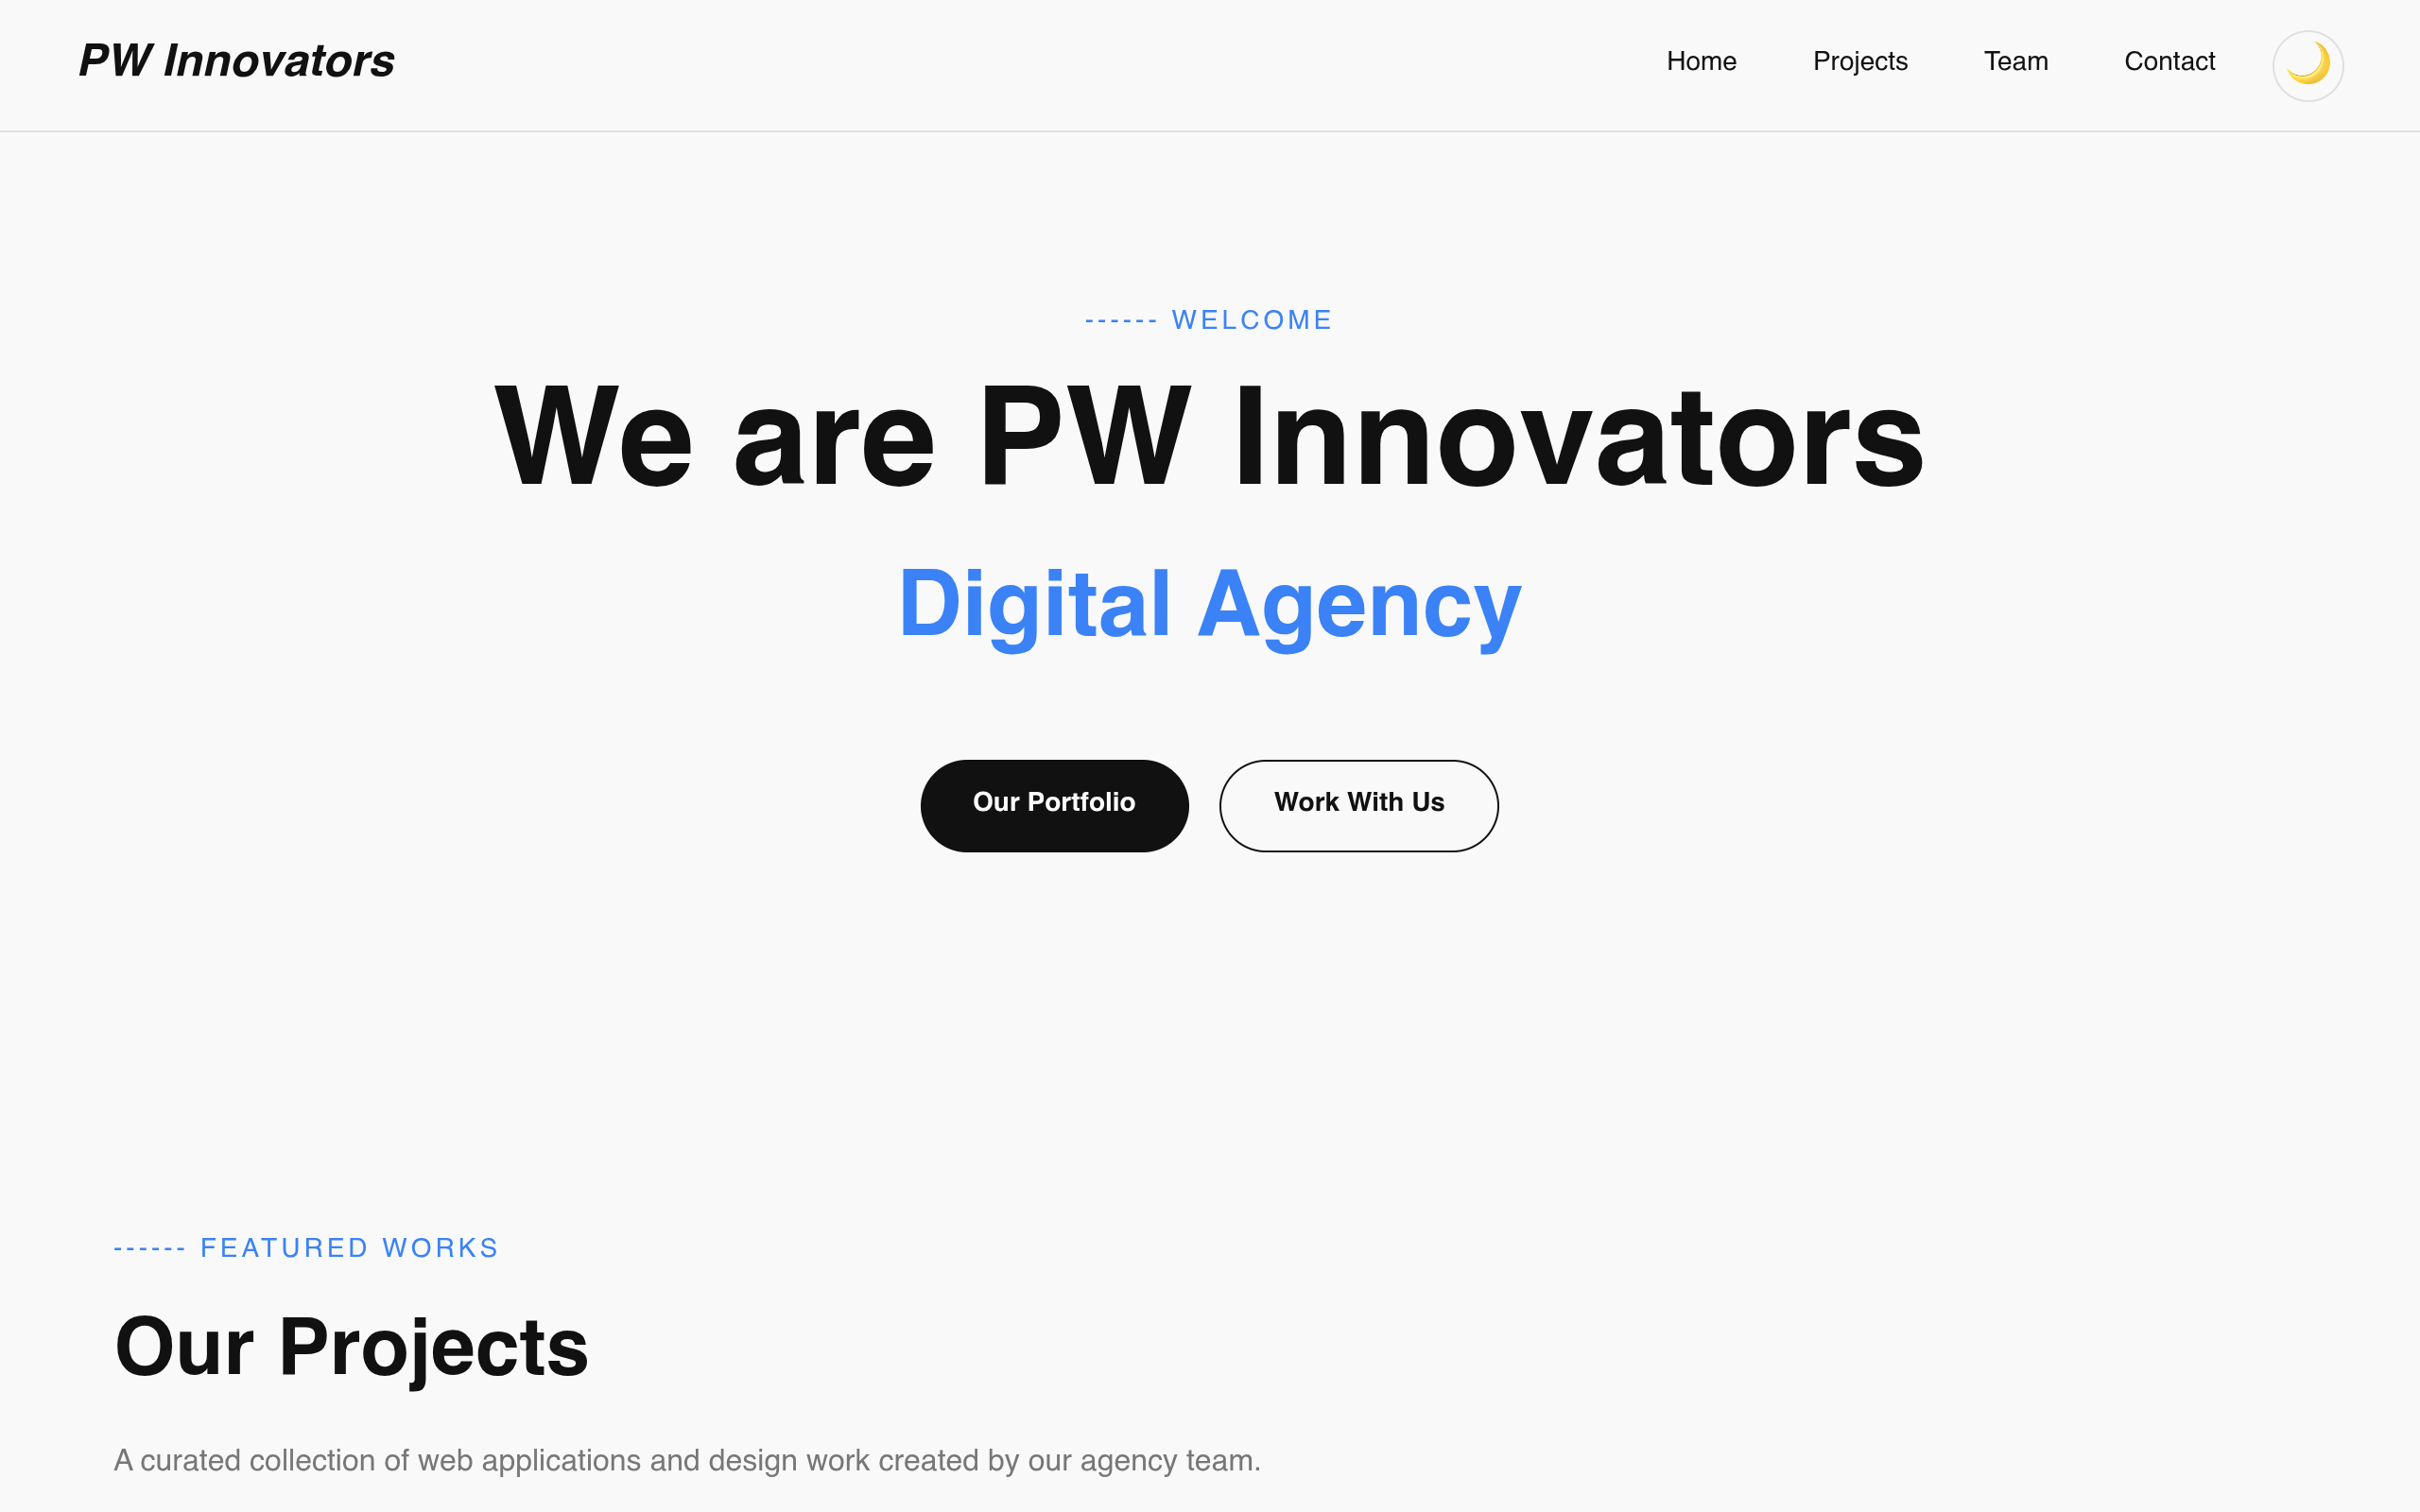 PW Innovators
Home Projects Team Contact
------ WELCOME
We are PW Innovators
Digital Agency
Our Portfolio Work With Us
------ FEATURED WORKS
Our Projects
A curated collection of web applications and design work created by our agency team.